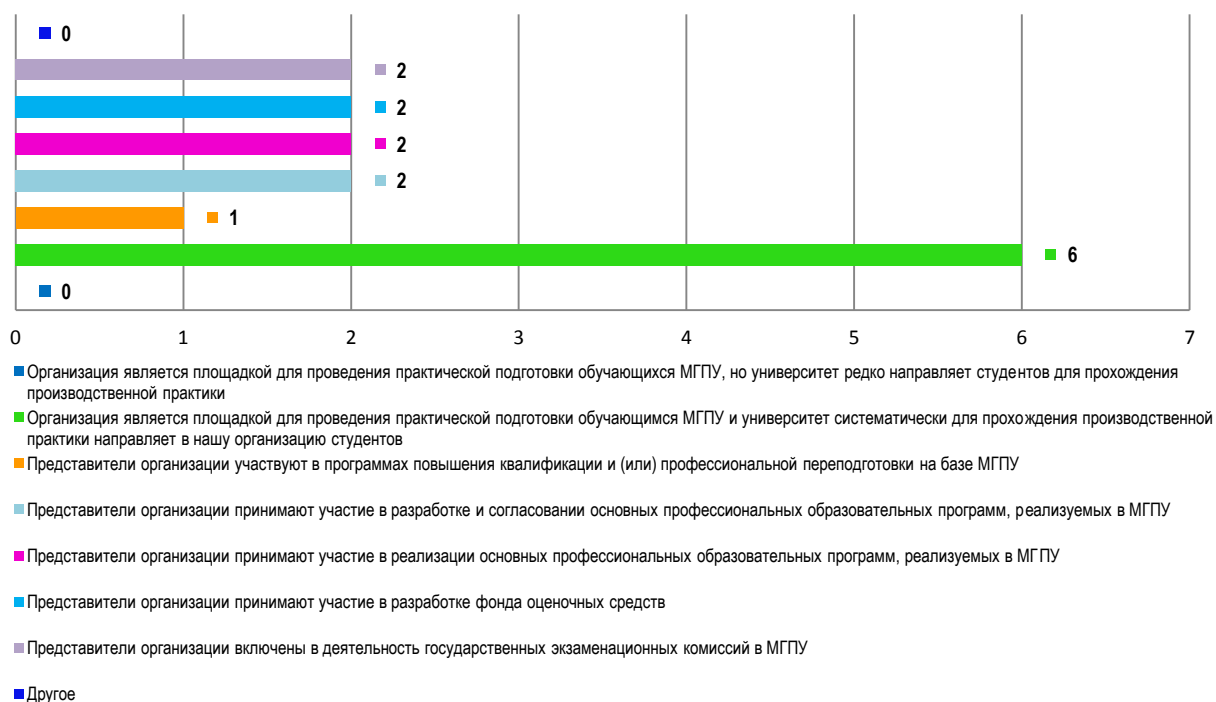 0
2
2
2
2
1
6
0
0 1 2 3 4 5 6 7
Организация является площадкой для проведения практической подготовки обучающихся МГПУ, но университет редко направляет студентов для прохождения
производственной практики
Организация является площадкой для проведения практической подготовки обучающимся МГПУ и университет систематически для прохождения производственной
практики направляет в нашу организацию студентов
Представители организации участвуют в программах повышения квалификации и (или) профессиональной переподготовки на базе МГПУ
Представители организации принимают участие в разработке и согласовании основных профессиональных образовательных программ, реализуемых в МГПУ
Представители организации принимают участие в реализации основных профессиональных образовательных программ, реализуемых в МГПУ
Представители организации принимают участие в разработке фонда оценочных средств
Представители организации включены в деятельность государственных экзаменационных комиссий в МГПУ
Другое